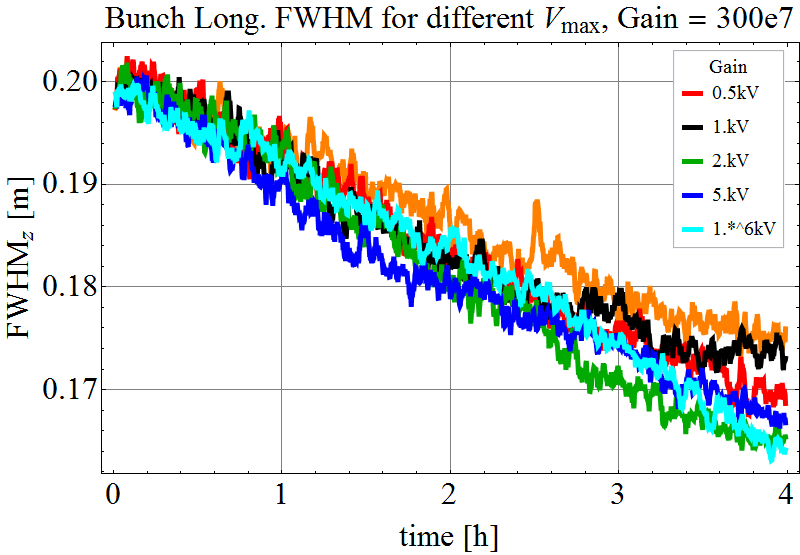 Bunch Long. FWHM for different Vmax, Gain = 300e7
Gain
0.5kV
1.kV
2.kV
5.kV
1.*^6kV
0.20
0.19
0.18
0.17
FWHMz [m]
0 1 2 3 4
time [h]